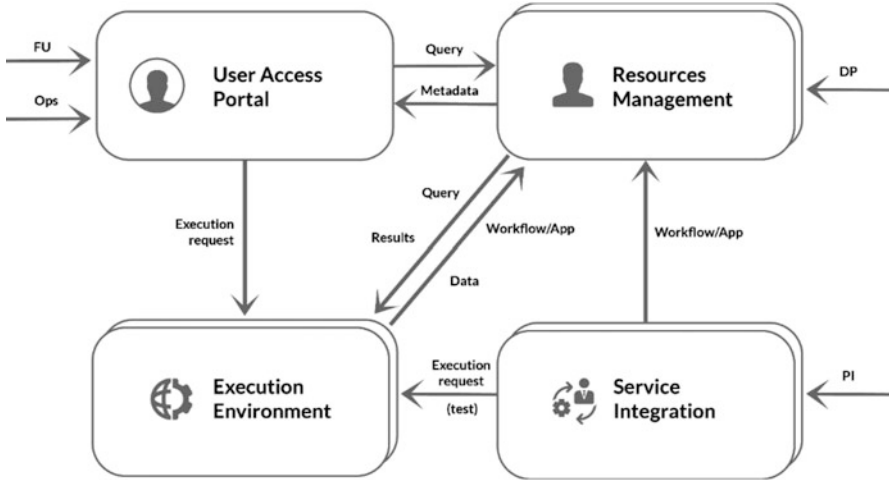 FU
Ops
User Access
Portal
Query
Metadata
Resources
Management
DP
Execution
request
Query
Results
Workflow/App
Data
Workflow/App
Execution
Environment
Execution
request
(test)
Service
Integration
PI